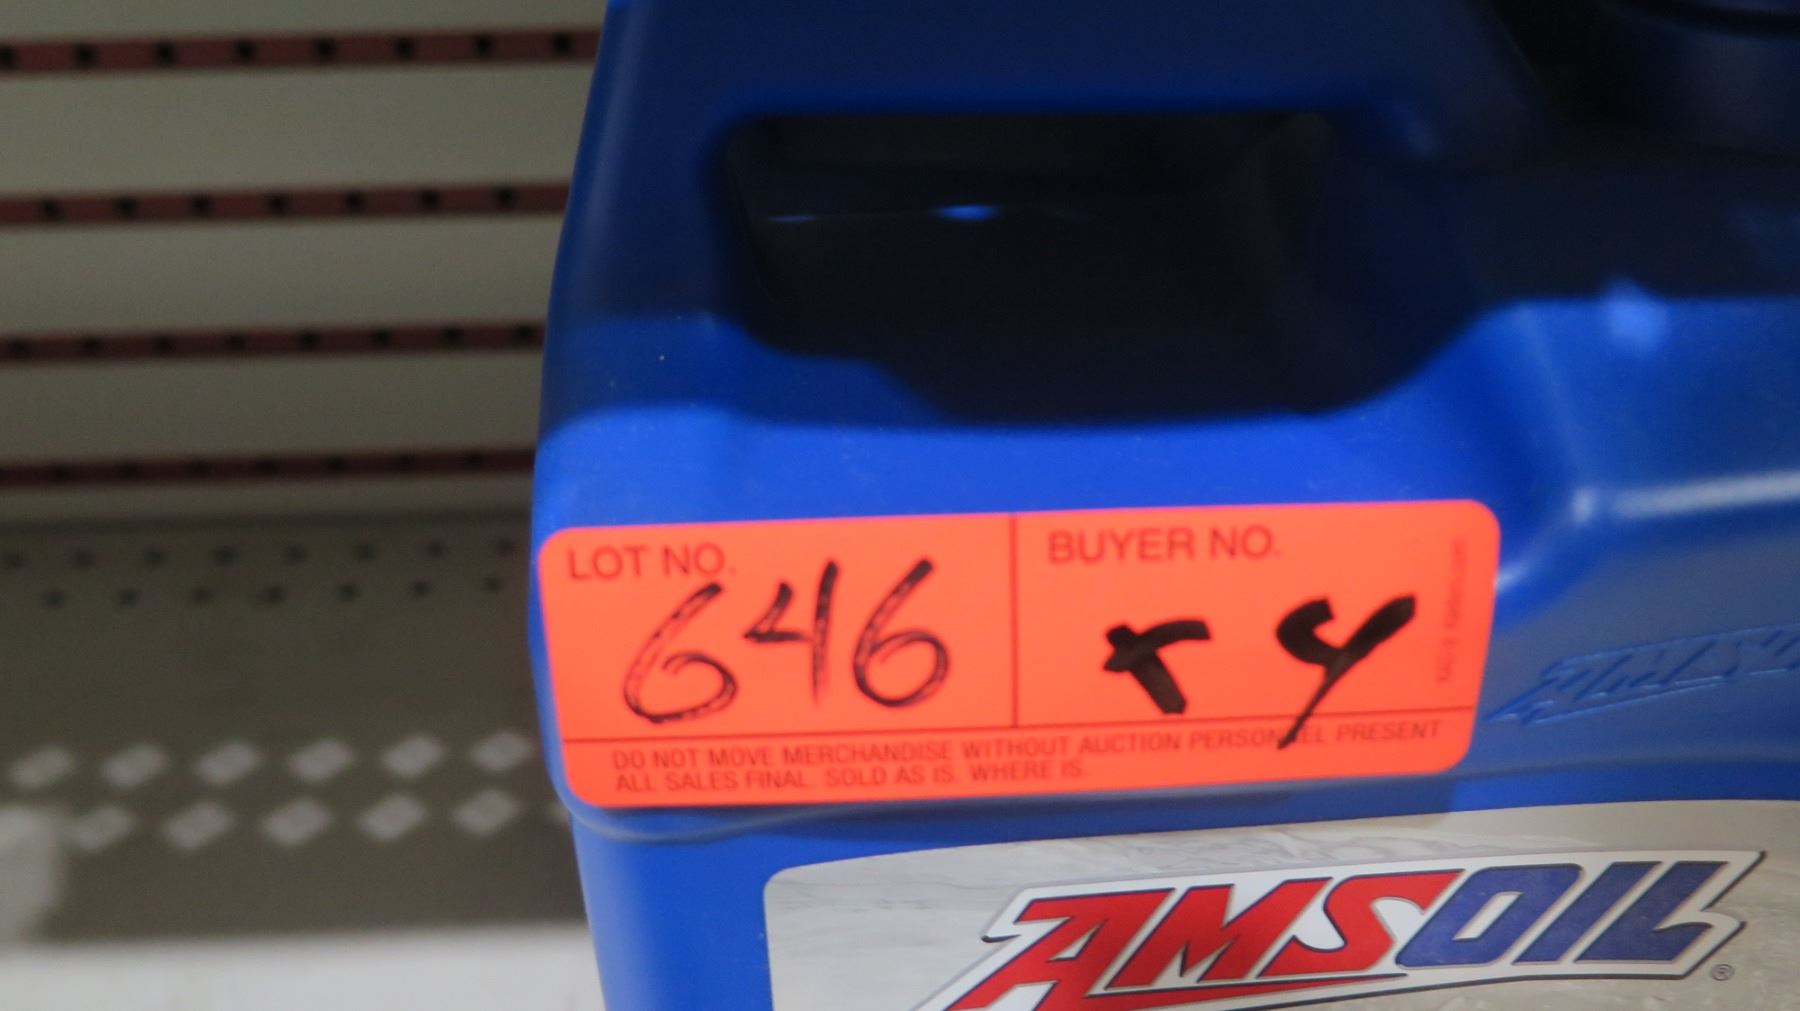 LOT NO. BUYER NO.
646 x 4
DO NOT MOVE MERCHANDISE WITHOUT AUCTION PERSONNEL PRESENT
ALL SALES FINAL. SOLD AS IS. WHERE IS.
AMSOIL®